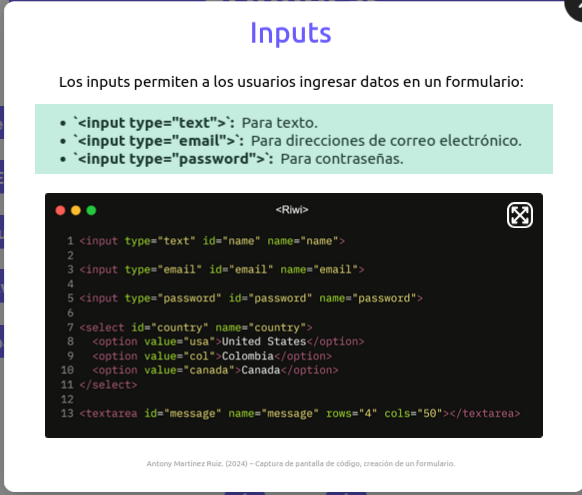 Inputs
Los inputs permiten a los usuarios ingresar datos en un formulario:
• `<input type="text">`: Para texto.
• `<input type="email">`: Para direcciones de correo electrónico.
• `<input type="password">`: Para contraseñas.
<Riwi>
1 <input type="text" id="name" name="name">
2
3 <input type="email" id="email" name="email">
4
5 <input type="password" id="password" name="password">
6
7 <select id="country" name="country">
8 <option value="usa">United States</option>
9 <option value="col">Colombia</option>
10 <option value="canada">Canada</option>
11 </select>
12
13 <textarea id="message" name="message" rows="4" cols="50"></textarea>
Antony Martínez Ruiz. (2024) – Captura de pantalla de código, creación de un formulario.